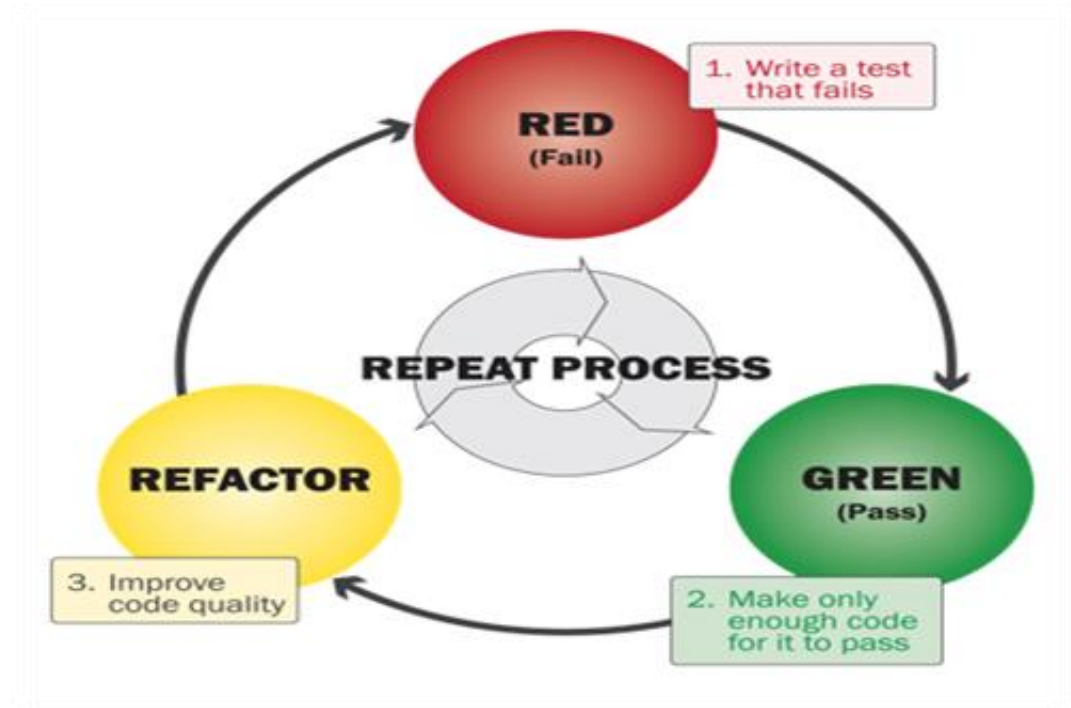 RED
(Fail)
1. Write a test
that fails
REPEAT PROCESS
REFACTOR
GREEN
(Pass)
3. Improve
code quality
2. Make only
enough code
for it to pass